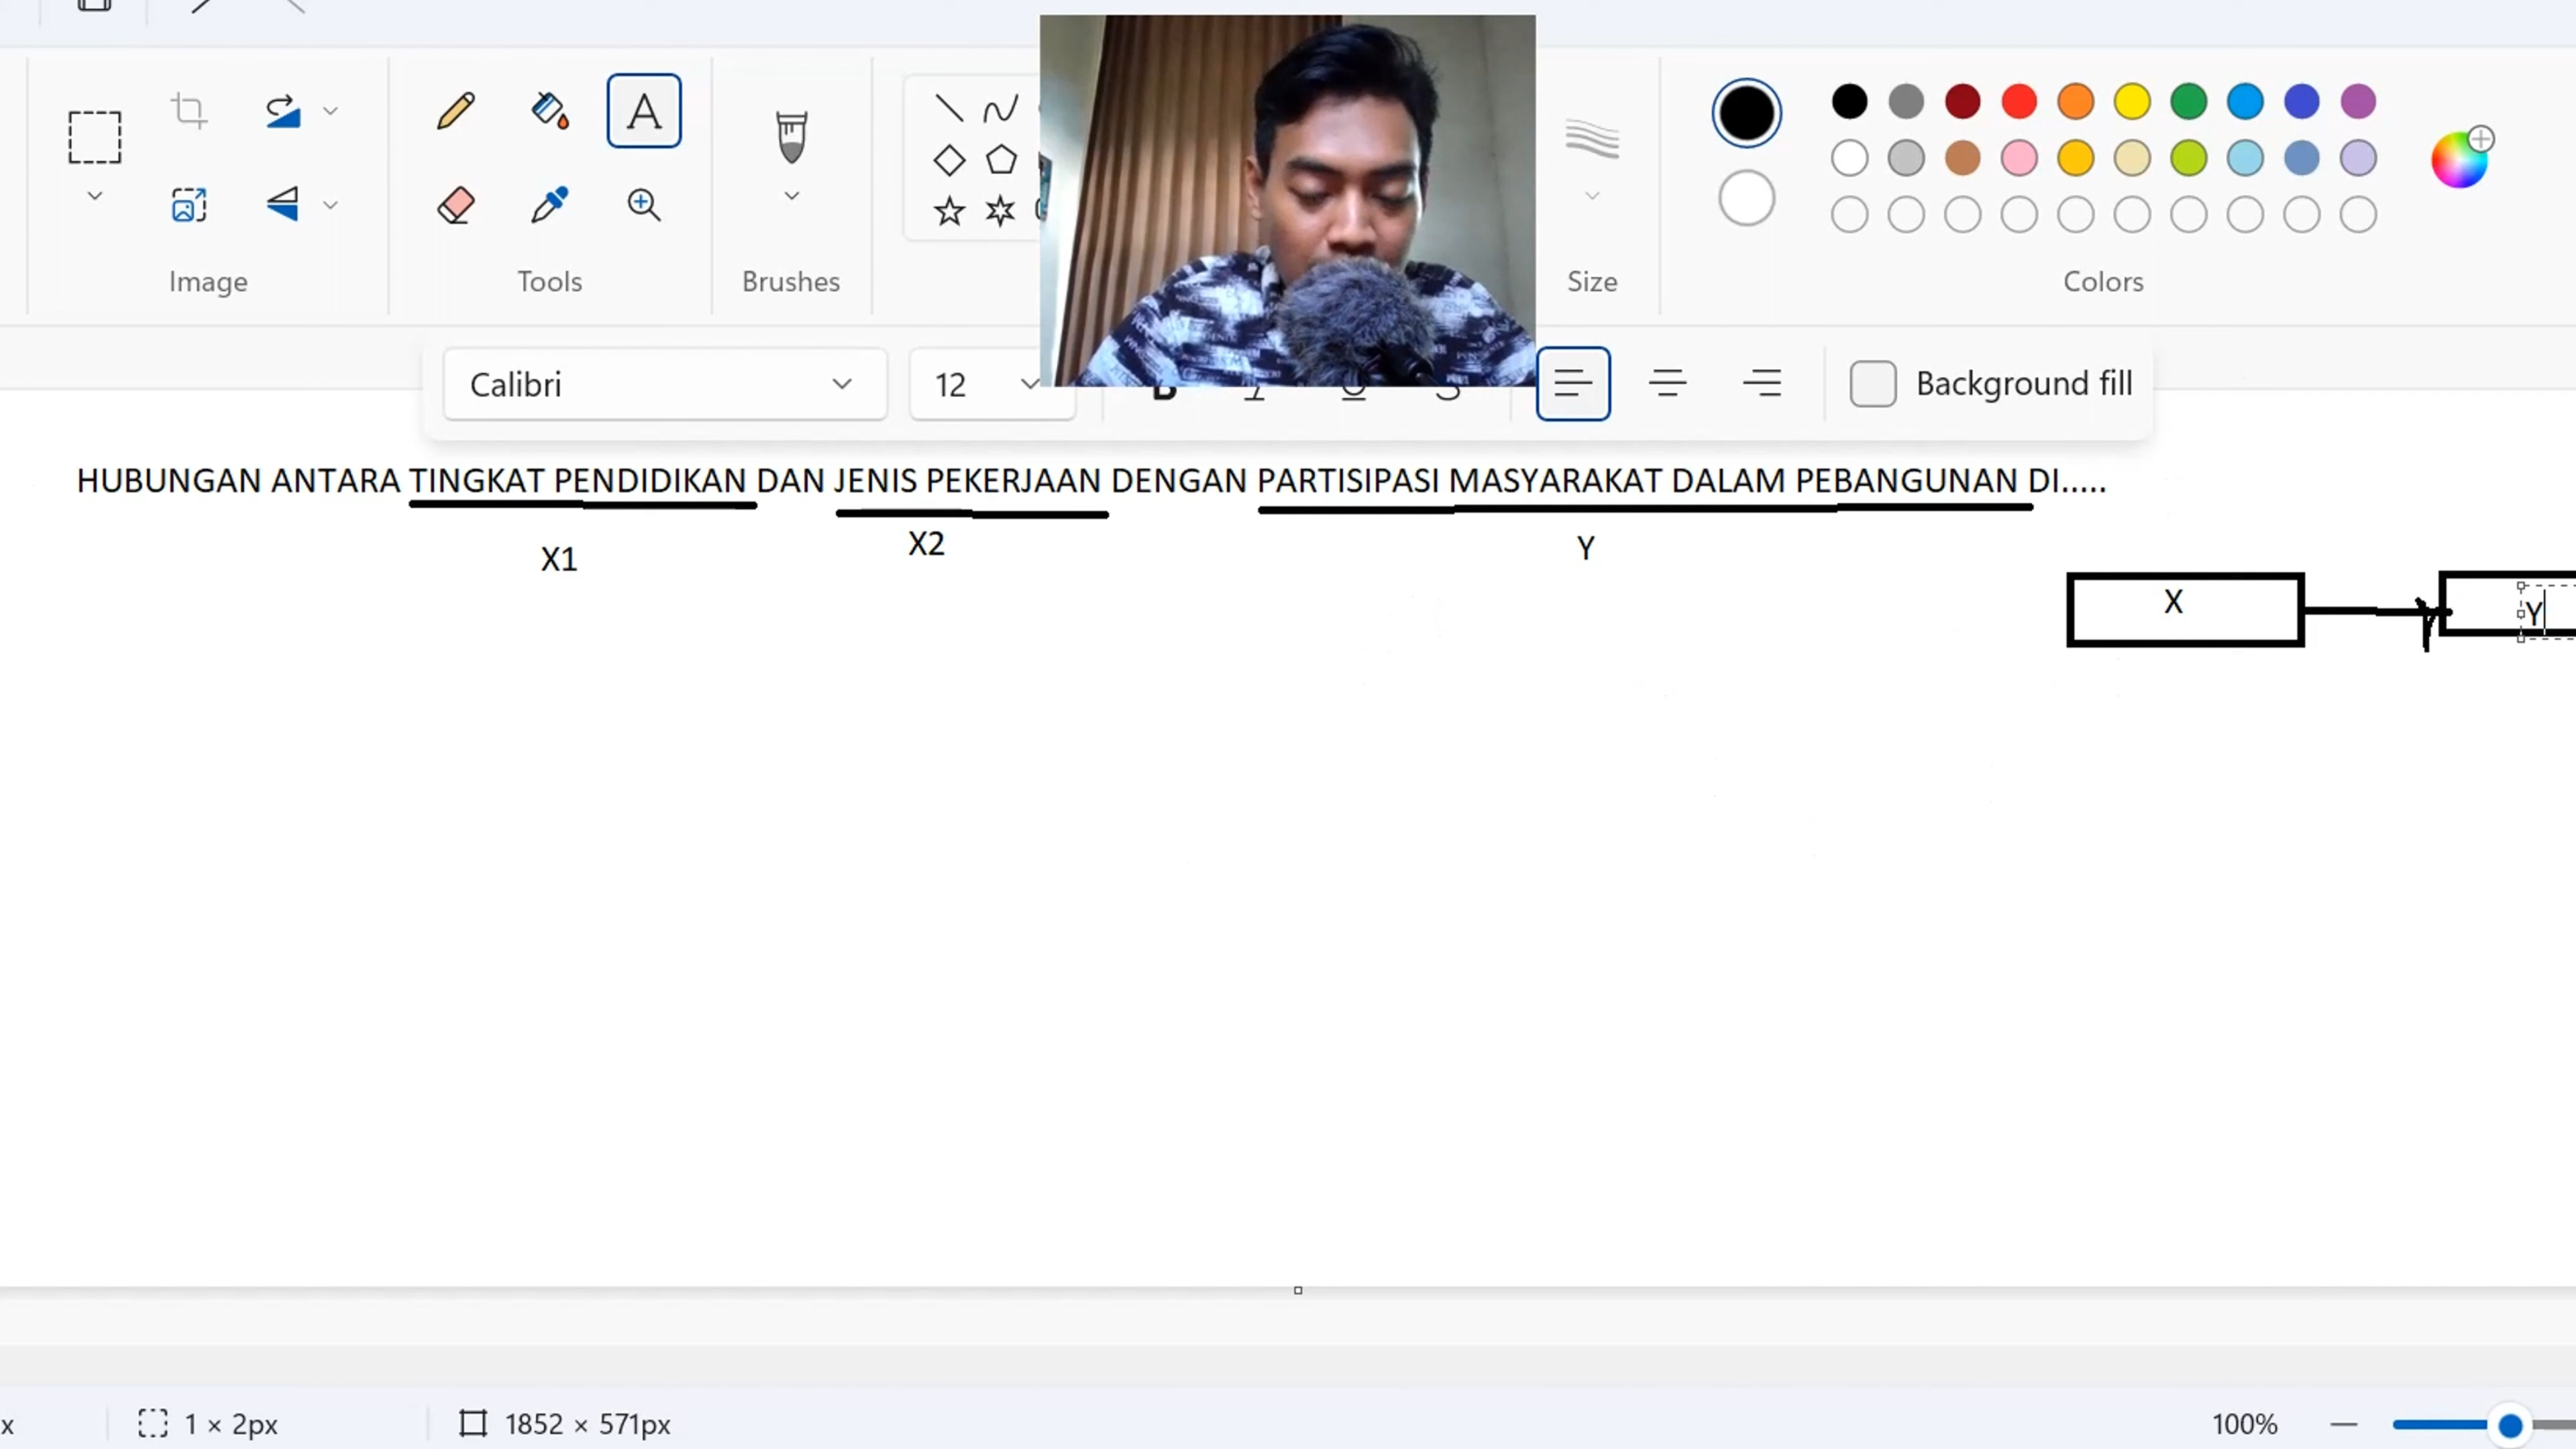 Image
Tools
Brushes
Size
Colors
Calibri
12
B
Background fill
HUBUNGAN ANTARA TINGKAT PENDIDIKAN DAN JENIS PEKERJAAN DENGAN PARTISIPASI MASYARAKAT DALAM PEBANGUNAN DI.....
X1
X2
Y
X
Y
x
1 × 2px
1852 × 571px
100%